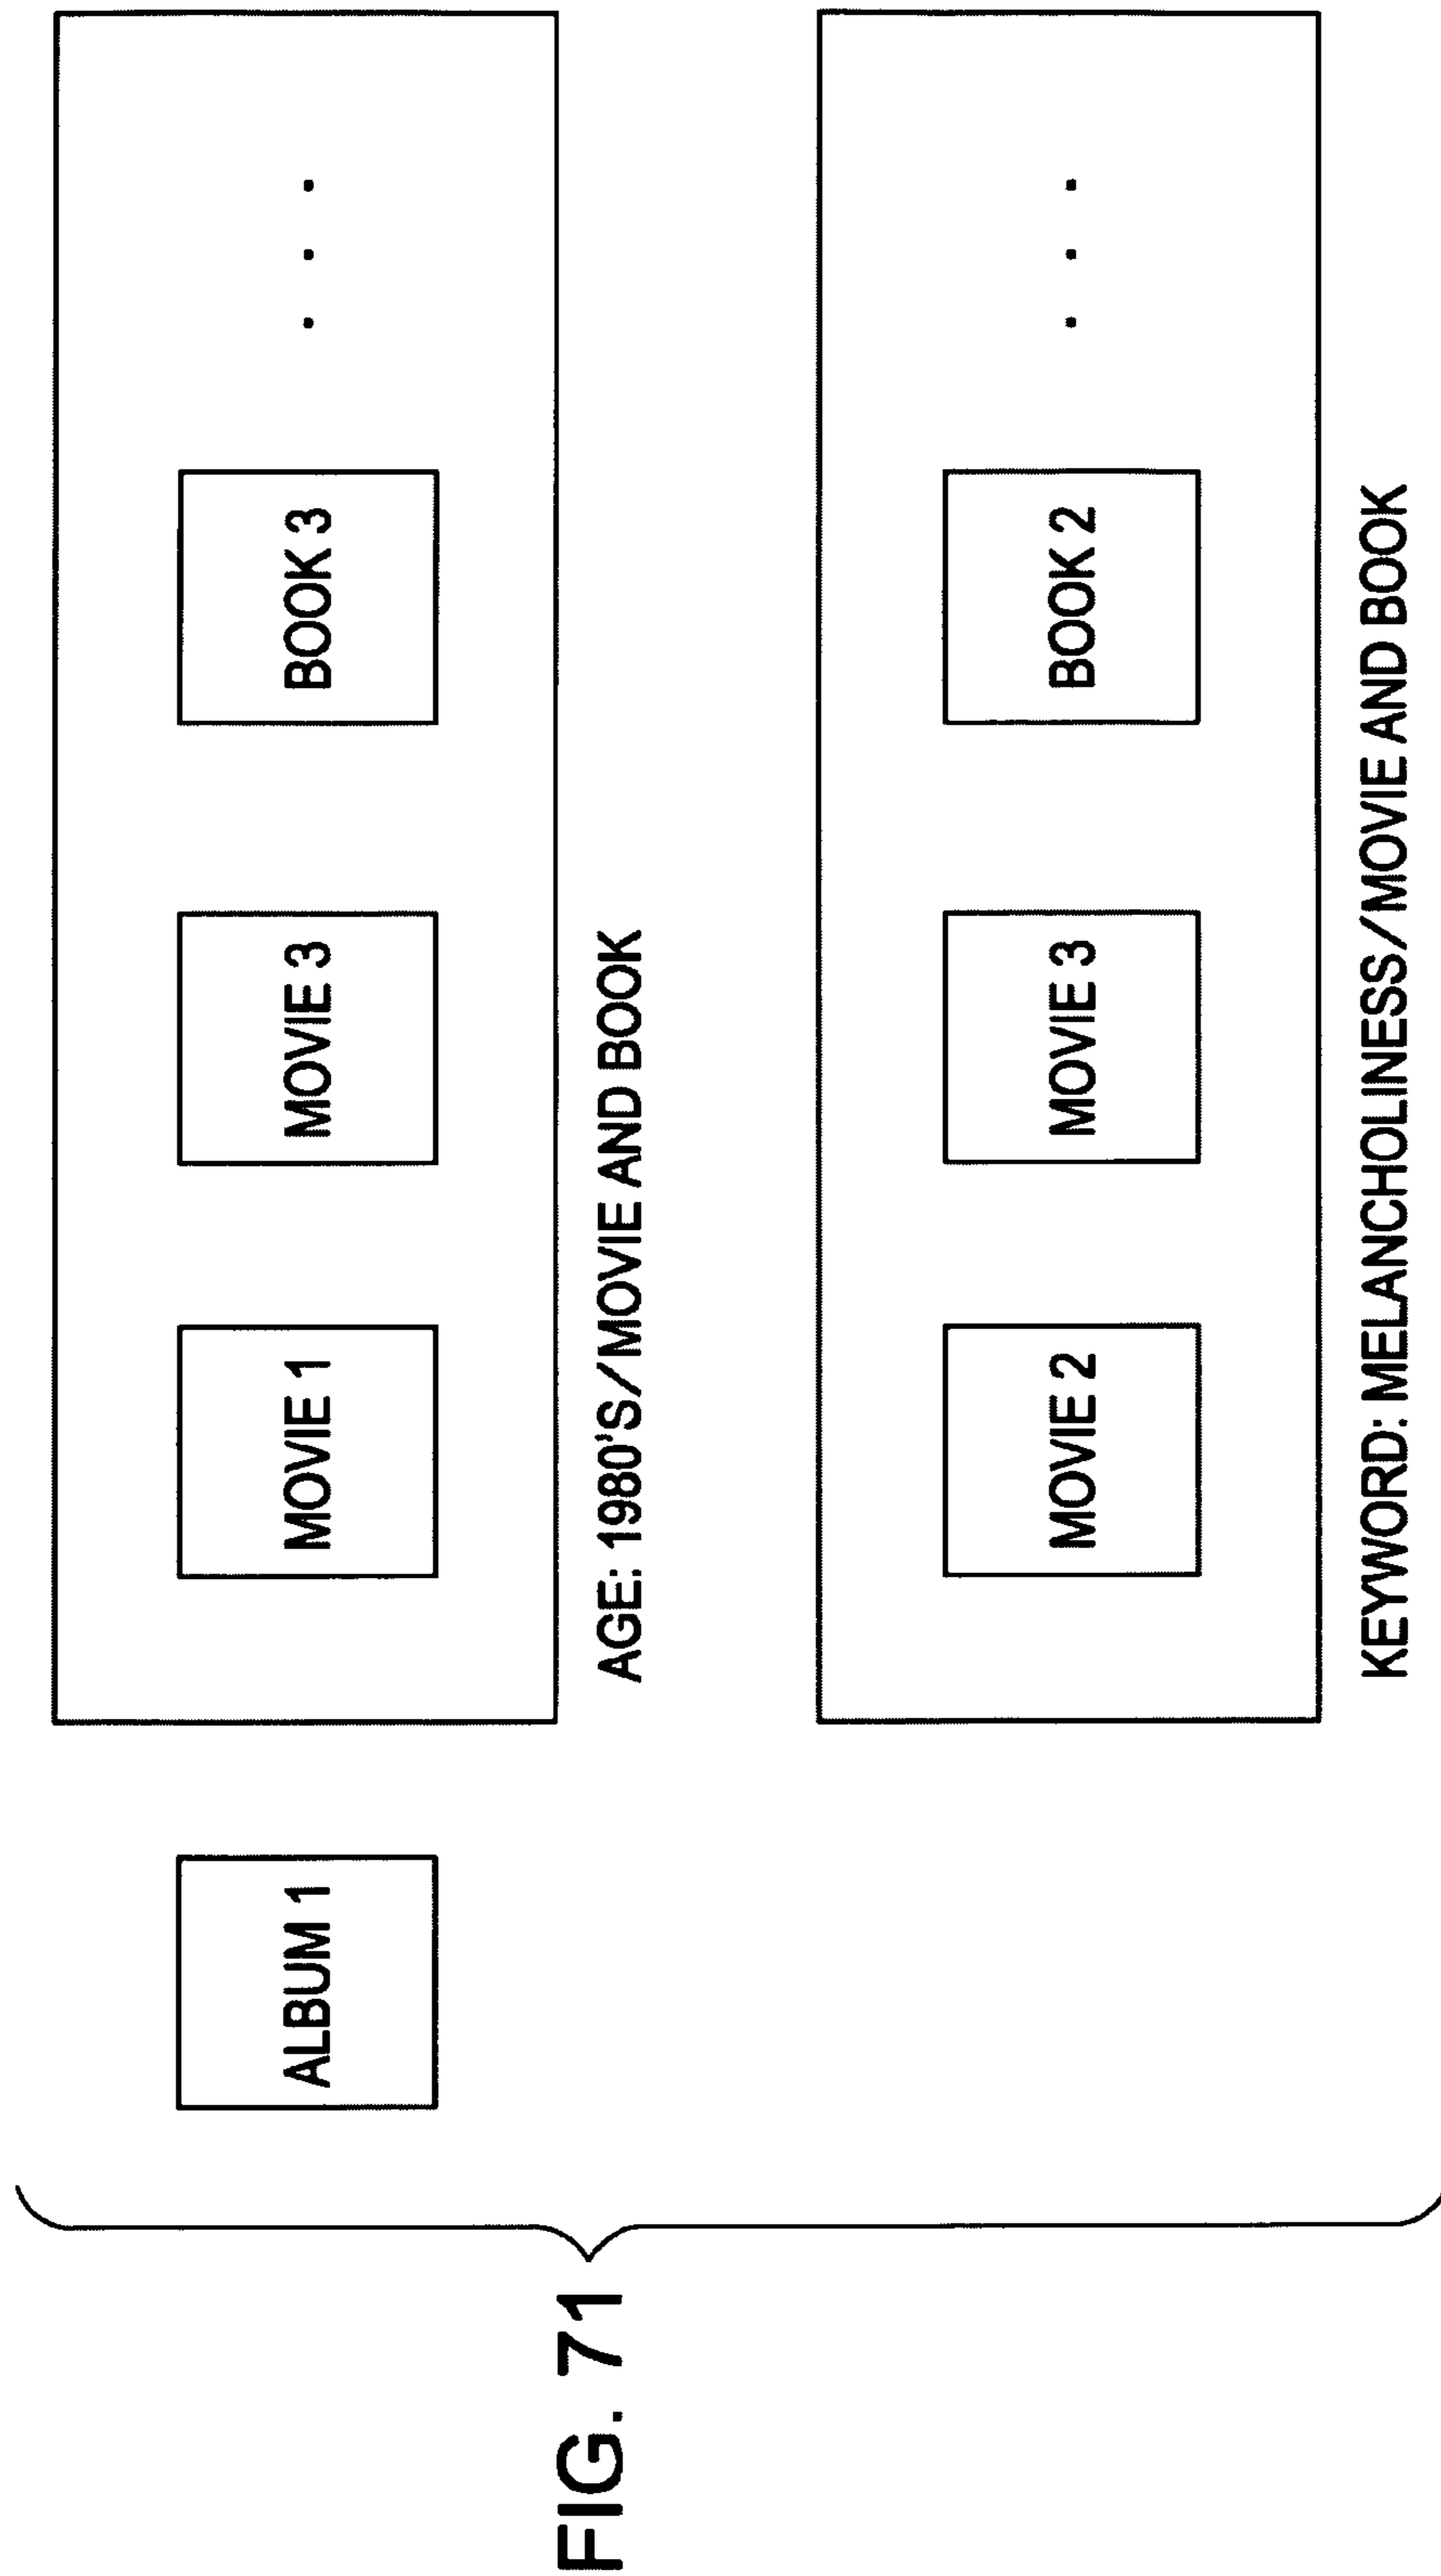 FIG. 71
ALBUM 1
MOVIE 1
MOVIE 3
BOOK 3
. . .
AGE: 1980'S/MOVIE AND BOOK
MOVIE 2
MOVIE 3
BOOK 2
. . .
KEYWORD: MELANCHOLINESS/MOVIE AND BOOK